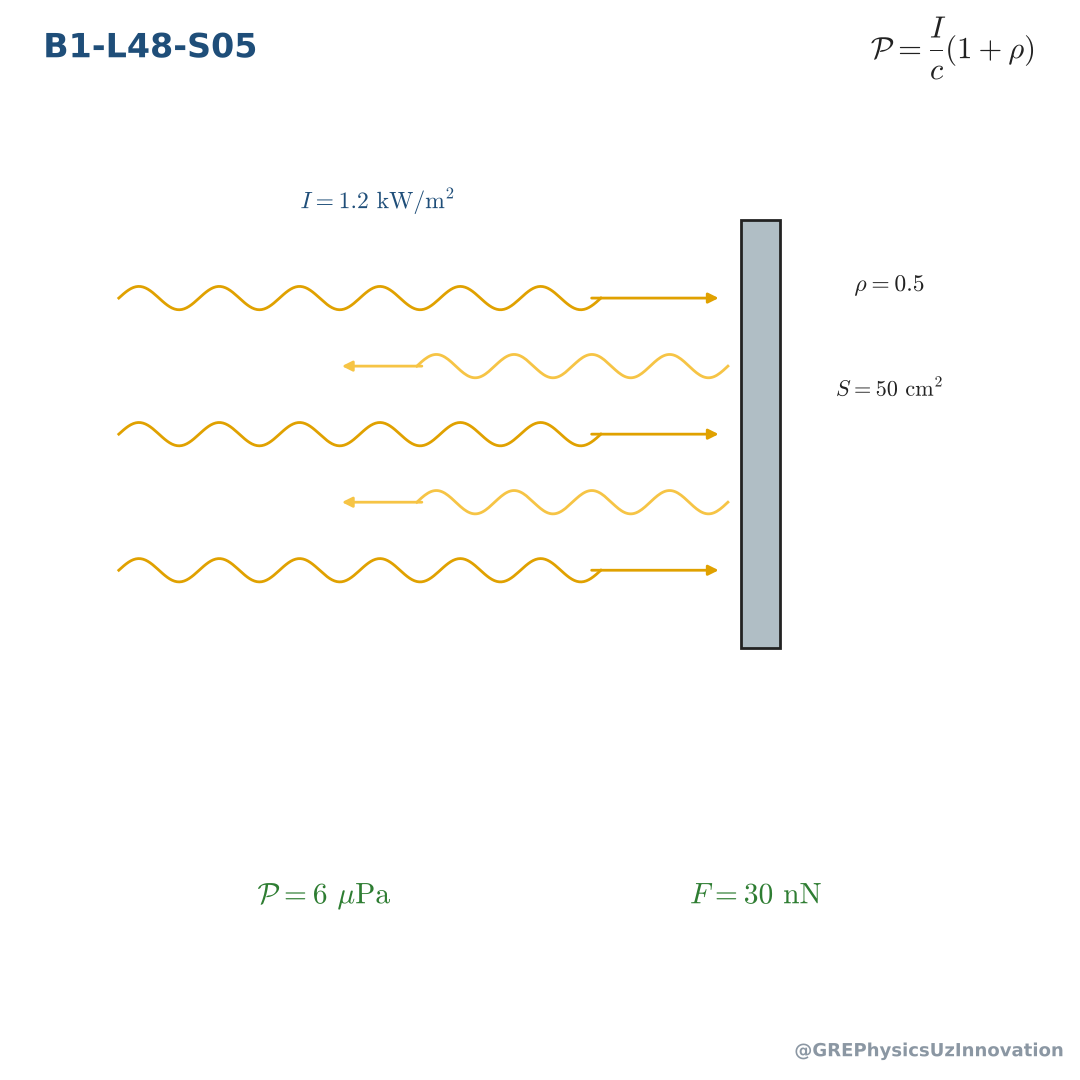 B1-L48-S05
𝒫 = I/c (1 + ρ)
I = 1.2 kW/m²
ρ = 0.5
S = 50 cm²
𝒫 = 6 μPa
F = 30 nN
@GREPhysicsUzInnovation